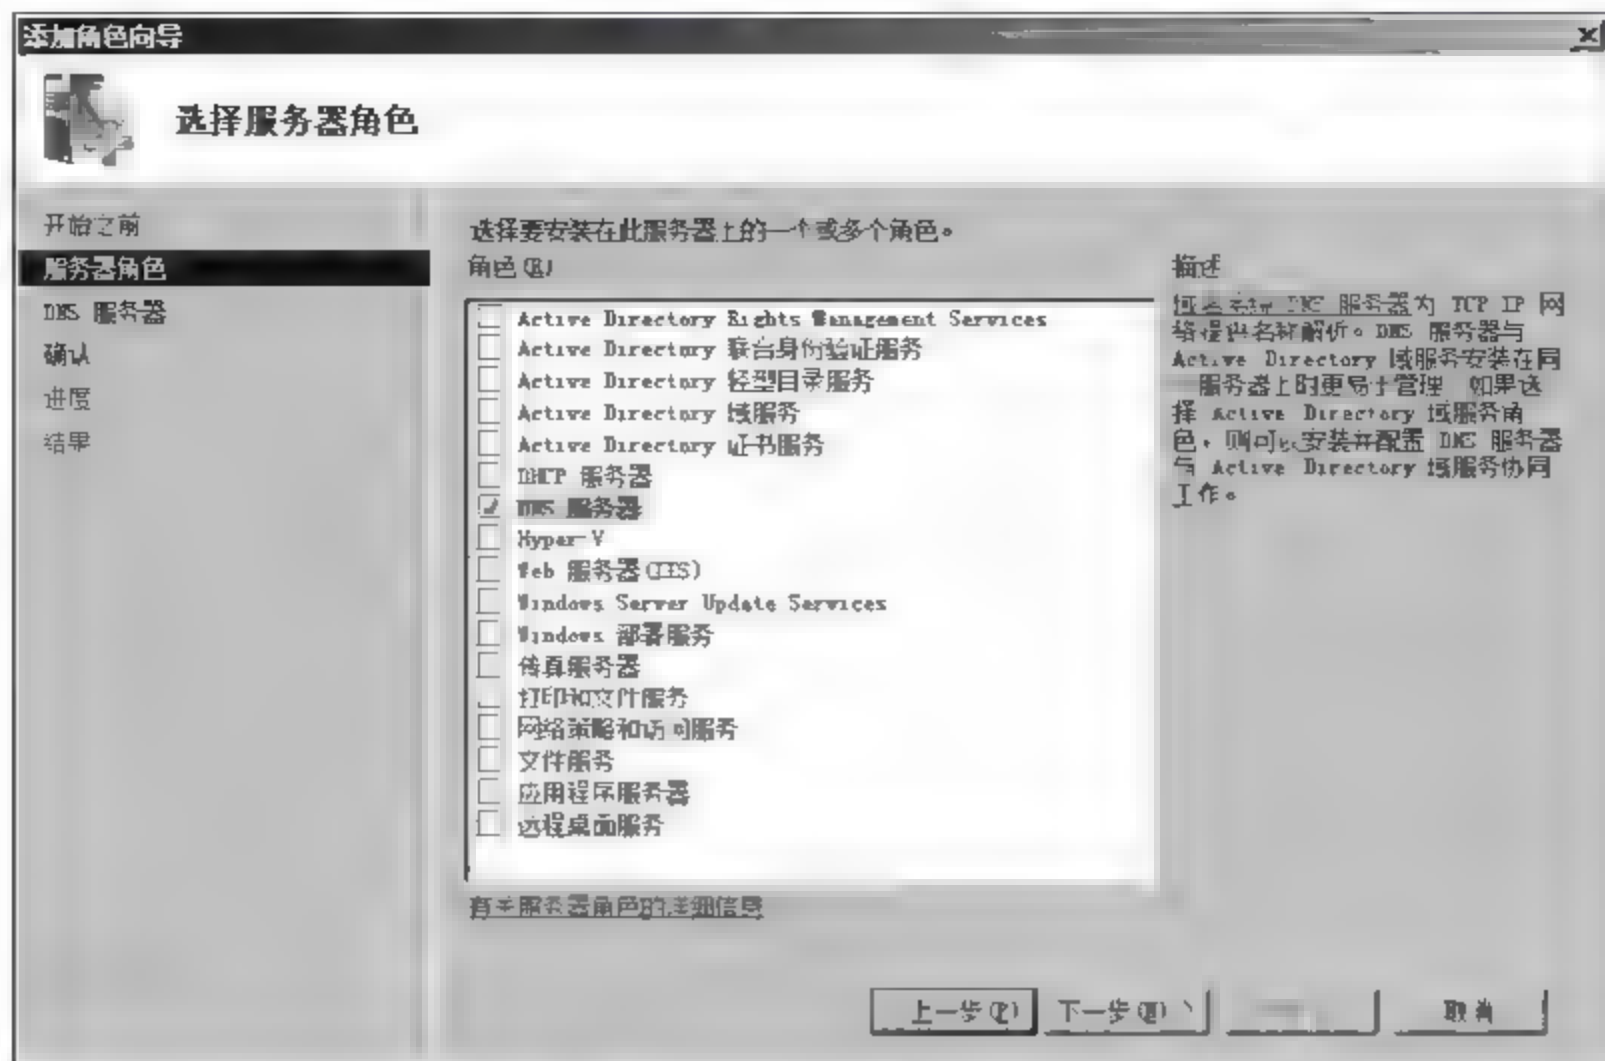 添加角色向导
选择服务器角色
开始之前
服务器角色
DNS 服务器
确认
进度
结果
选择要安装在此服务器上的一个或多个角色。
角色(R)
Active Directory Rights Management Services
Active Directory 联合身份验证服务
Active Directory 轻型目录服务
Active Directory 域服务
Active Directory 证书服务
DHCP 服务器
DNS 服务器
Hyper-V
Web 服务器(IIS)
Windows Server Update Services
Windows 部署服务
传真服务器
打印和文件服务
网络策略和访问服务
文件服务
应用程序服务器
远程桌面服务
有关服务器角色的详细信息
描述
域名系统 DNS 服务器为 TCP IP 网
络提供名称解析。DNS 服务器与
Active Directory 域服务安装在同
服务器上时更易于管理 如果选
择 Active Directory 域服务角
色，则可以安装并配置 DNS 服务器
与 Active Directory 域服务协同
工作。
上一步(P)
下一步(N) >
取消